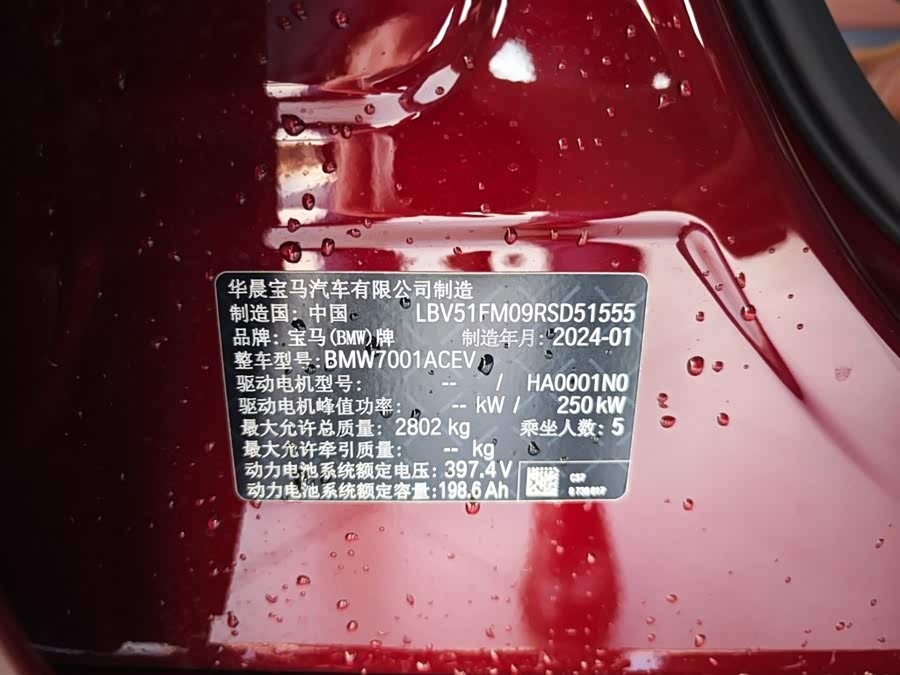 华晨宝马汽车有限公司制造
制造国: 中国 LBV51FM09RSD51555
品牌: 宝马(BMW)牌 制造年月: 2024-01
整车型号: BMW7001ACEV
驱动电机型号: -- / HA0001N0
驱动电机峰值功率: -- kW / 250 kW
最大允许总质量: 2802 kg 乘坐人数: 5
最大允许牵引质量: -- kg
动力电池系统额定电压: 397.4 V
动力电池系统额定容量: 198.6 Ah